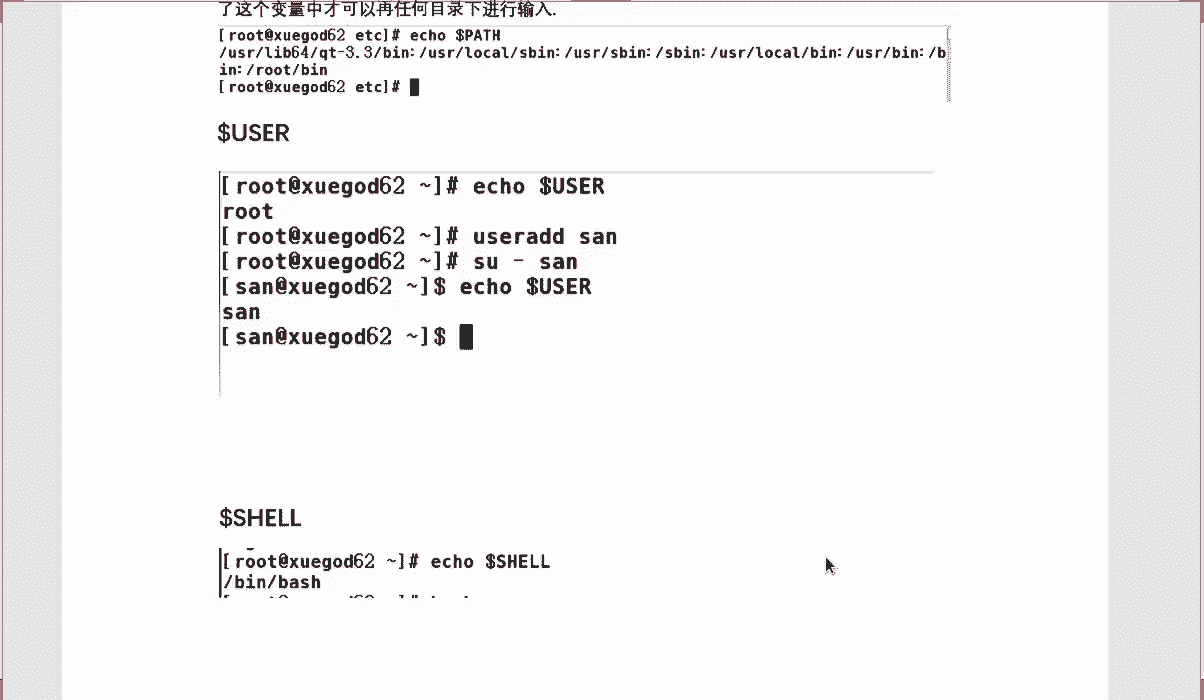 了这个变量中才可以再任何目录下进行输入.
[root@xuegod62 etc]# echo $PATH
/usr/lib64/qt-3.3/bin:/usr/local/sbin:/usr/sbin:/sbin:/usr/local/bin:/usr/bin:/b
in:/root/bin
[root@xuegod62 etc]#
$USER
[root@xuegod62 ~]# echo $USER
root
[root@xuegod62 ~]# useradd san
[root@xuegod62 ~]# su - san
[san@xuegod62 ~]$ echo $USER
san
[san@xuegod62 ~]$
$SHELL
[root@xuegod62 ~]# echo $SHELL
/bin/bash